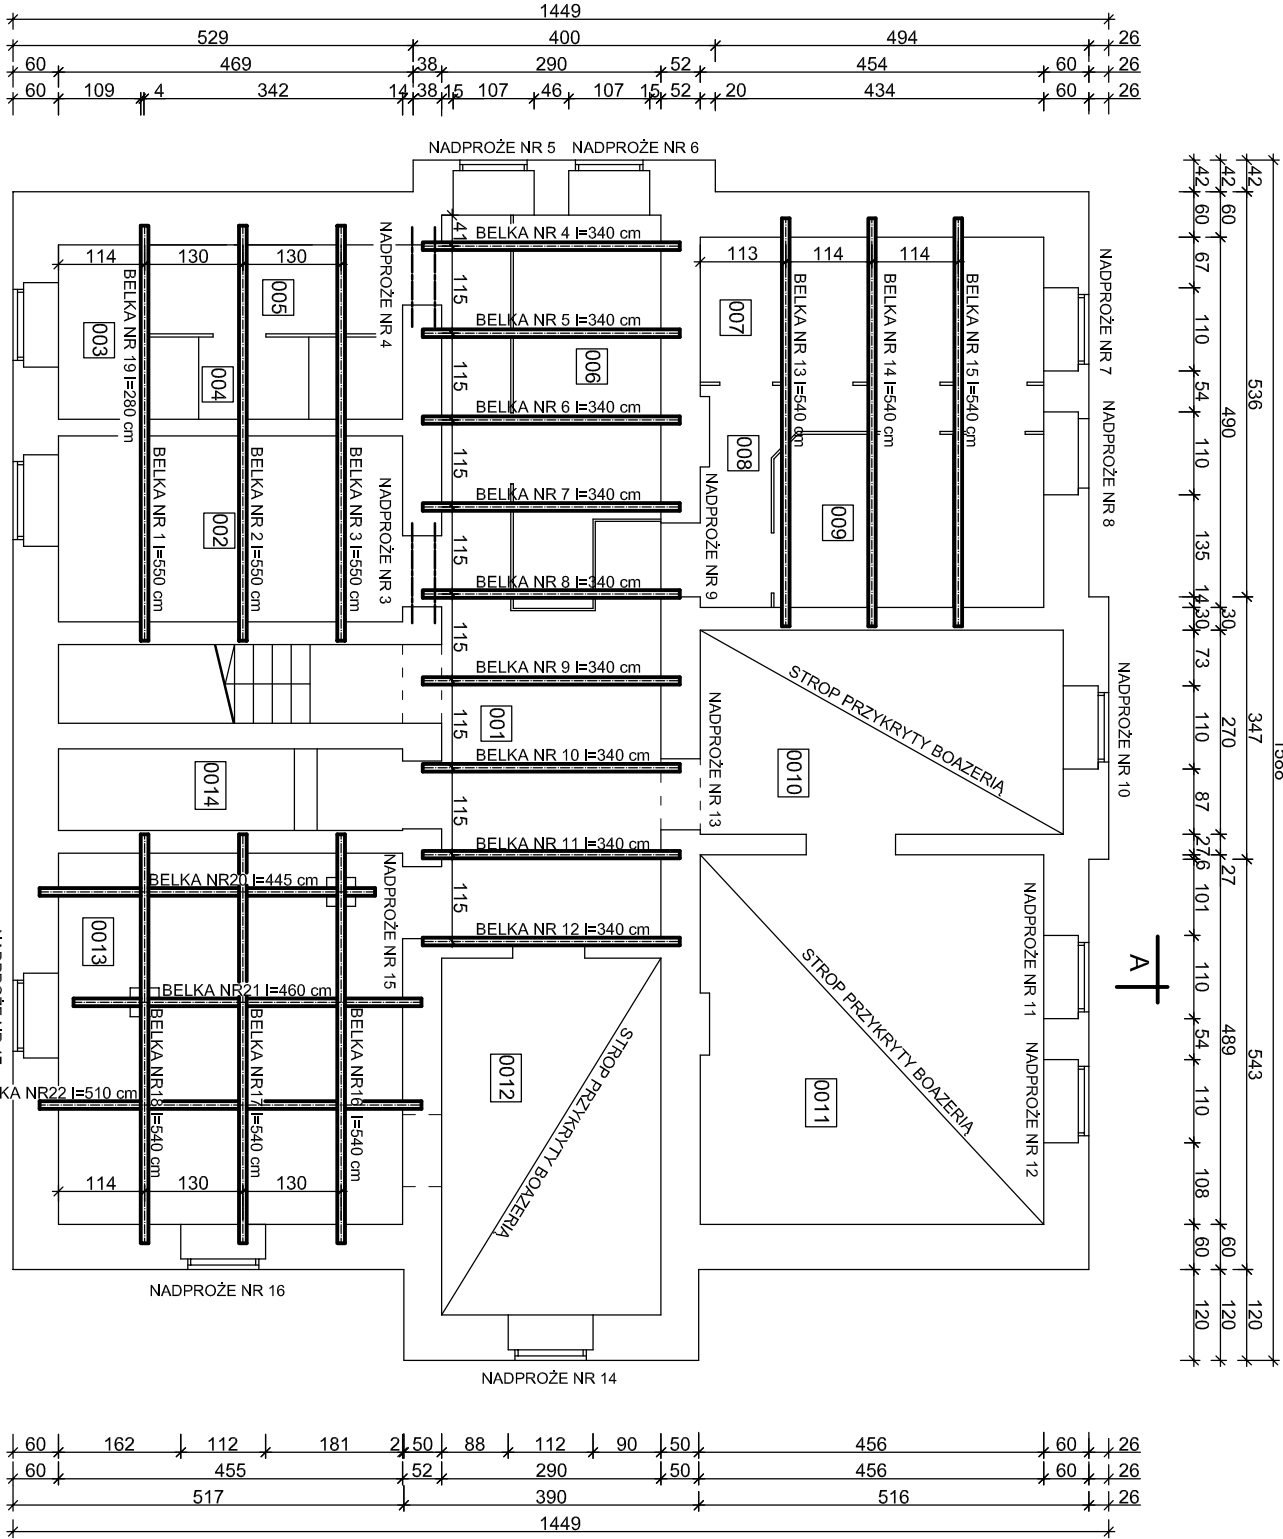 1449
529 400 494 26
60 469 38 290 52 454 60 26
60 109 4 342 14 38 15 107 46 107 15 52 20 434 60 26
NADPROŻE NR 5
NADPROŻE NR 6
NADPROŻE NR 4
NADPROŻE NR 3
NADPROŻE NR 7
NADPROŻE NR 8
NADPROŻE NR 9
NADPROŻE NR 10
NADPROŻE NR 13
NADPROŻE NR 11
NADPROŻE NR 12
NADPROŻE NR 15
NADPROŻE NR 16
NADPROŻE NR 14
114 130 130
113 114 114
41 115 115 115 115 115 115 115 115
BELKA NR 4 l=340 cm
BELKA NR 5 l=340 cm
BELKA NR 6 l=340 cm
BELKA NR 7 l=340 cm
BELKA NR 8 l=340 cm
BELKA NR 9 l=340 cm
BELKA NR 10 l=340 cm
BELKA NR 11 l=340 cm
BELKA NR 12 l=340 cm
BELKA NR 19 l=280 cm
BELKA NR 1 l=550 cm
BELKA NR 2 l=550 cm
BELKA NR 3 l=550 cm
BELKA NR 13 l=540 cm
BELKA NR 14 l=540 cm
BELKA NR 15 l=540 cm
003
005
004
002
006
007
008
009
001
0010
0014
0013
0012
0011
STROP PRZYKRYTY BOAZERIĄ
STROP PRZYKRYTY BOAZERIĄ
STROP PRZYKRYTY BOAZERIĄ
BELKA NR20 l=445 cm
BELKA NR21 l=460 cm
KA NR22 l=510 cm
BELKA NR18 l=540 cm
BELKA NR17 l=540 cm
BELKA NR16 l=540 cm
114 130 130
A
42 60 67 110 54 110 135 14 30 73 110 87 27 6 101 110 54 110 108 60 120
42 60 490 30 270 27 489 60 120
42 536 347 543 120
60 162 112 181 2 50 88 112 90 50 456 60 26
60 455 52 290 50 456 60 26
517 390 516 26
1449